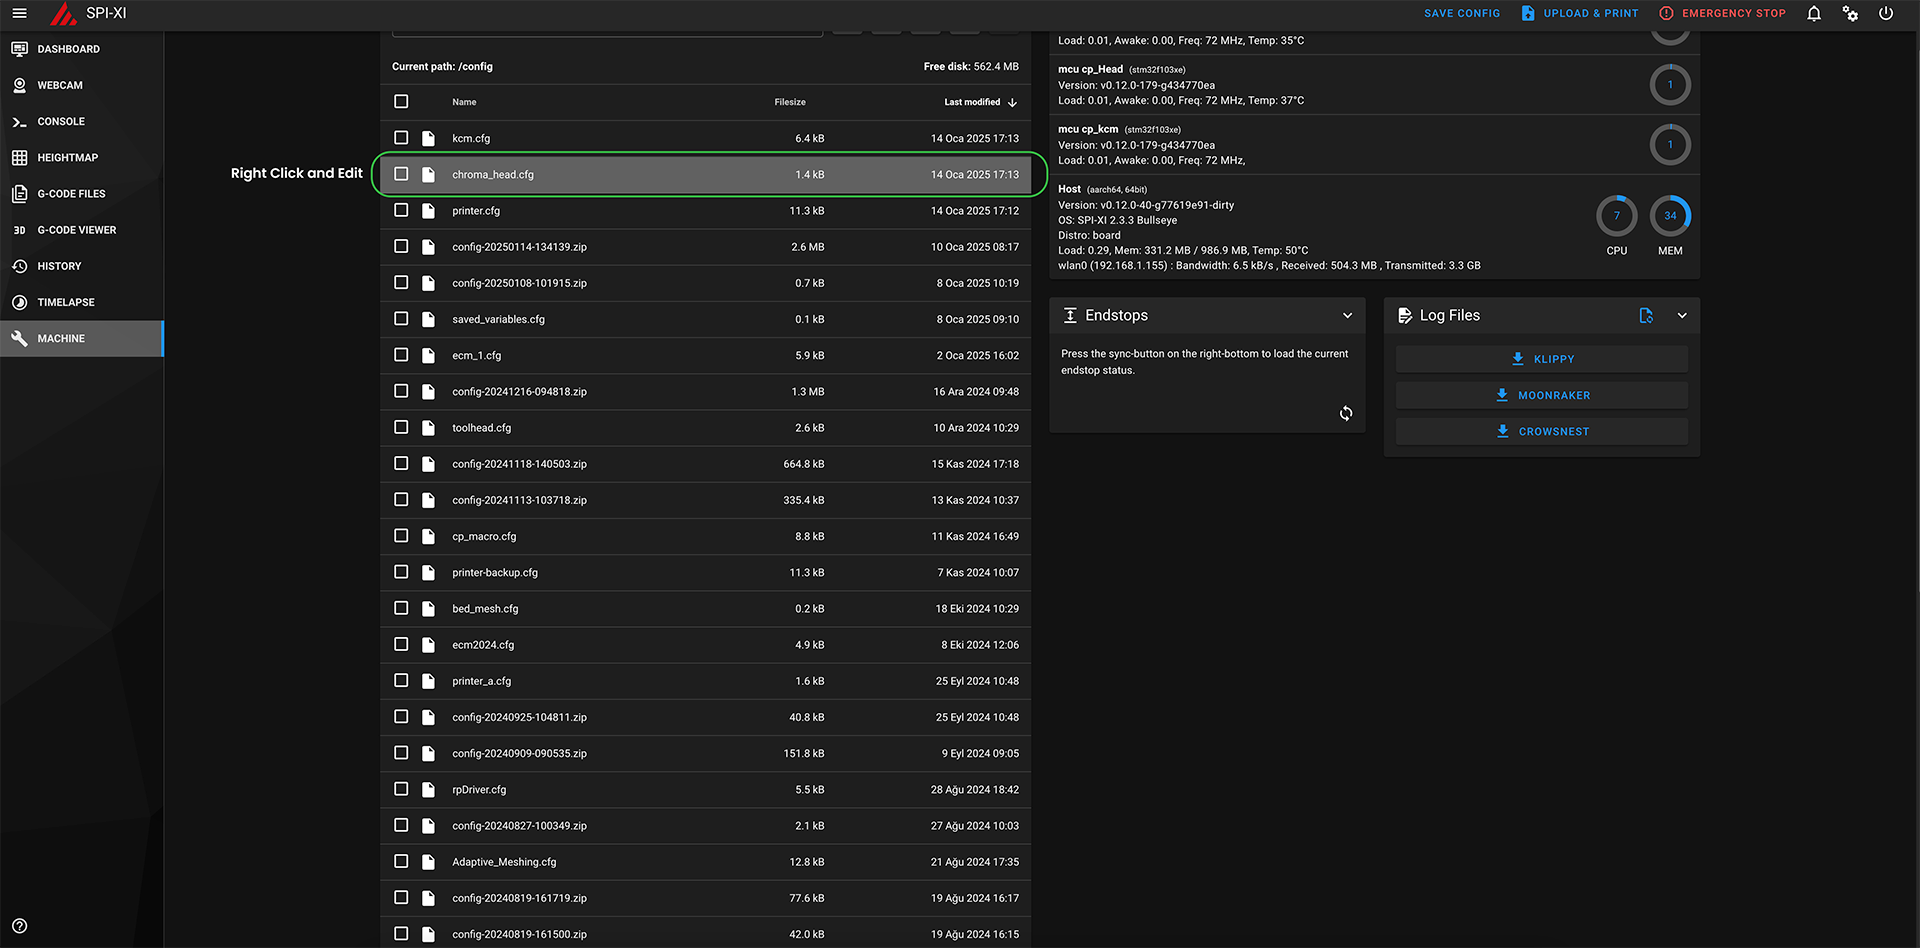 SPI-XI
SAVE CONFIG
UPLOAD & PRINT
EMERGENCY STOP
DASHBOARD
WEBCAM
CONSOLE
HEIGHTMAP
G-CODE FILES
3D G-CODE VIEWER
HISTORY
TIMELAPSE
MACHINE
Right Click and Edit
Current path: /config Free disk: 562.4 MB
Name Filesize Last modified
kcm.cfg 6.4 kB 14 Oca 2025 17:13
chroma_head.cfg 1.4 kB 14 Oca 2025 17:13
printer.cfg 11.3 kB 14 Oca 2025 17:12
config-20250114-134139.zip 2.6 MB 10 Oca 2025 08:17
config-20250108-101915.zip 0.7 kB 8 Oca 2025 10:19
saved_variables.cfg 0.1 kB 8 Oca 2025 09:10
ecm_1.cfg 5.9 kB 2 Oca 2025 16:02
config-20241216-094818.zip 1.3 MB 16 Ara 2024 09:48
toolhead.cfg 2.6 kB 10 Ara 2024 10:29
config-20241118-140503.zip 664.8 kB 15 Kas 2024 17:18
config-20241113-103718.zip 335.4 kB 13 Kas 2024 10:37
cp_macro.cfg 8.8 kB 11 Kas 2024 16:49
printer-backup.cfg 11.3 kB 7 Kas 2024 10:07
bed_mesh.cfg 0.2 kB 18 Eki 2024 10:29
ecm2024.cfg 4.9 kB 8 Eki 2024 12:06
printer_a.cfg 1.6 kB 25 Eyl 2024 10:48
config-20240925-104811.zip 40.8 kB 25 Eyl 2024 10:48
config-20240909-090535.zip 151.8 kB 9 Eyl 2024 09:05
rpDriver.cfg 5.5 kB 28 Ağu 2024 18:42
config-20240827-100349.zip 2.1 kB 27 Ağu 2024 10:03
Adaptive_Meshing.cfg 12.8 kB 21 Ağu 2024 17:35
config-20240819-161719.zip 77.6 kB 19 Ağu 2024 16:17
config-20240819-161500.zip 42.0 kB 19 Ağu 2024 16:15
Load: 0.01, Awake: 0.00, Freq: 72 MHz, Temp: 35°C
mcu cp_Head (stm32f103xe)
Version: v0.12.0-179-g434770ea
Load: 0.01, Awake: 0.00, Freq: 72 MHz, Temp: 37°C
1
mcu cp_kcm (stm32f103xe)
Version: v0.12.0-179-g434770ea
Load: 0.01, Awake: 0.00, Freq: 72 MHz,
1
Host (aarch64, 64bit)
Version: v0.12.0-40-g77619e91-dirty
OS: SPI-XI 2.3.3 Bullseye
Distro: board
Load: 0.29, Mem: 331.2 MB / 986.9 MB, Temp: 50°C
wlan0 (192.168.1.155) : Bandwidth: 6.5 kB/s , Received: 504.3 MB , Transmitted: 3.3 GB
7 34
CPU MEM
Endstops
Press the sync-button on the right-bottom to load the current
endstop status.
Log Files
KLIPPY
MOONRAKER
CROWSNEST